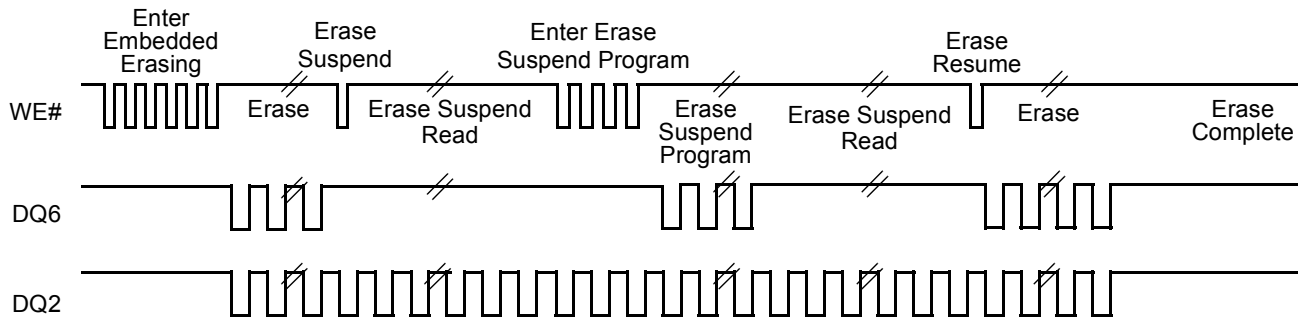 Enter
Embedded
Erasing
Erase
Suspend
Enter Erase
Suspend Program
Erase
Resume
WE#
Erase
Erase Suspend
Read
Erase
Suspend
Program
Erase Suspend
Read
Erase
Erase
Complete
DQ6
DQ2